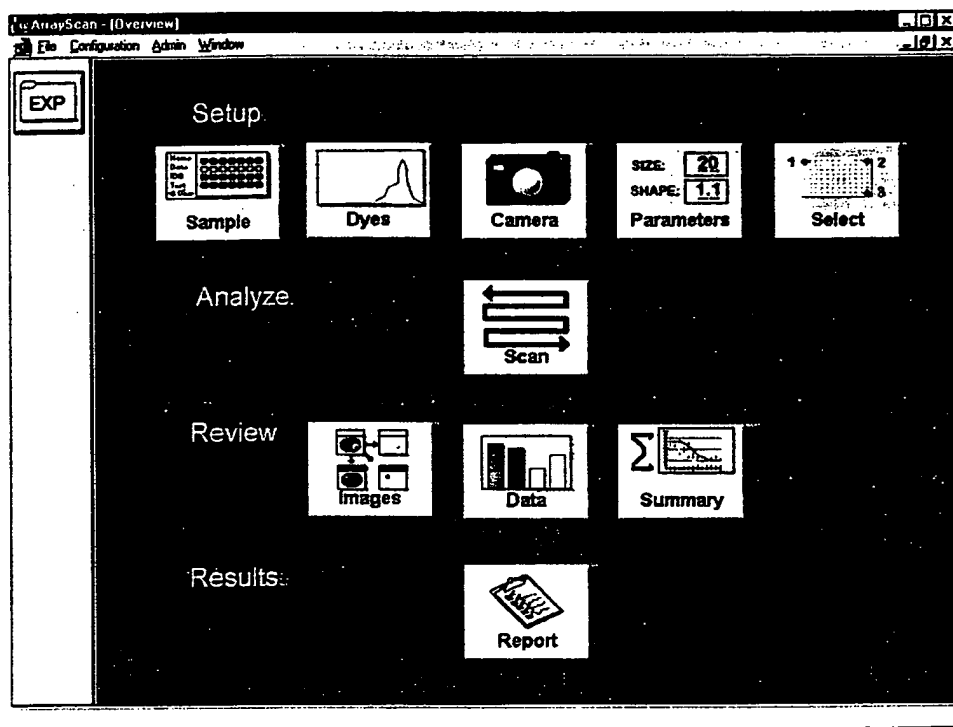 ArrayScan - [Overview]
File Configuration Admin Window
EXP
Setup
Sample
Dyes
Camera
SIZE: 20
SHAPE: 1.1
Parameters
1 2
3
Select
Analyze
Scan
Review
Images
Data
Σ
Summary
Results
Report